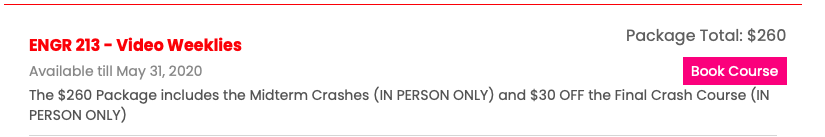 Package Total: $260
ENGR 213 - Video Weeklies
Available till May 31, 2020
Book Course
The $260 Package includes the Midterm Crashes (IN PERSON ONLY) and $30 OFF the Final Crash Course (IN
PERSON ONLY)